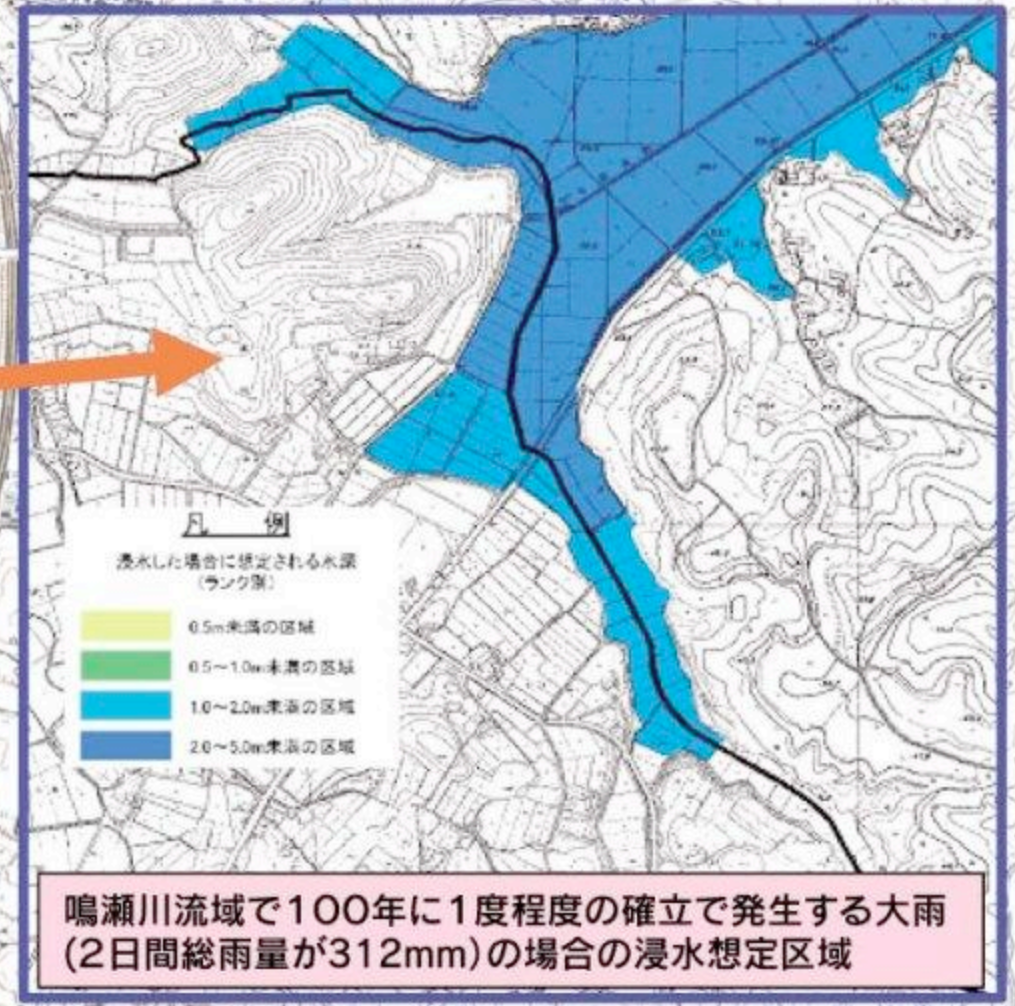 凡 例
浸水した場合に想定される水深
(ランク別)
0.5m未満の区域
0.5～1.0m未満の区域
1.0～2.0m未満の区域
2.0～5.0m未満の区域
鳴瀬川流域で100年に1度程度の確立で発生する大雨
(2日間総雨量が312mm)の場合の浸水想定区域